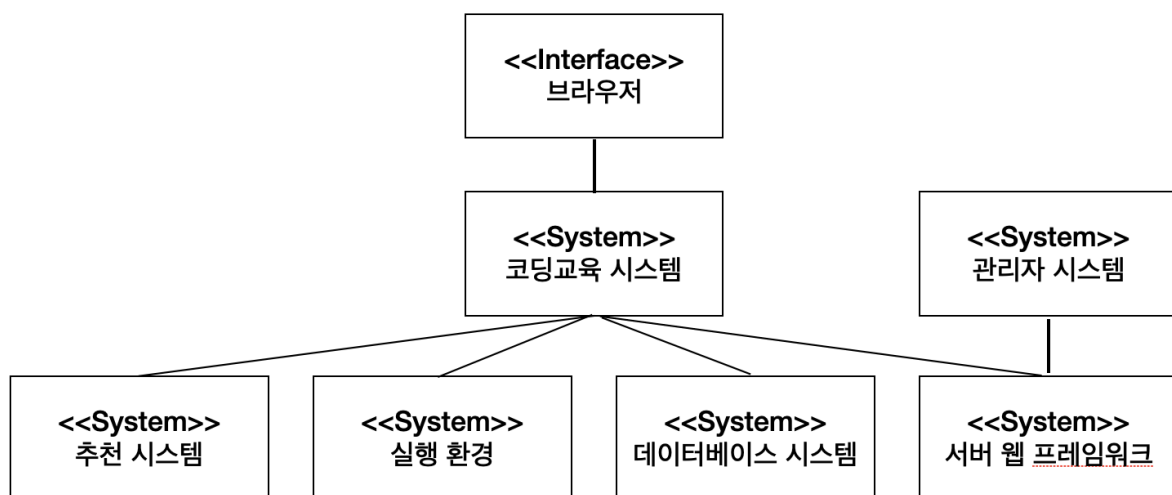 <<Interface>>
브라우저
<<System>>
코딩교육 시스템
<<System>>
관리자 시스템
<<System>>
추천 시스템
<<System>>
실행 환경
<<System>>
데이터베이스 시스템
<<System>>
서버 웹 프레임워크